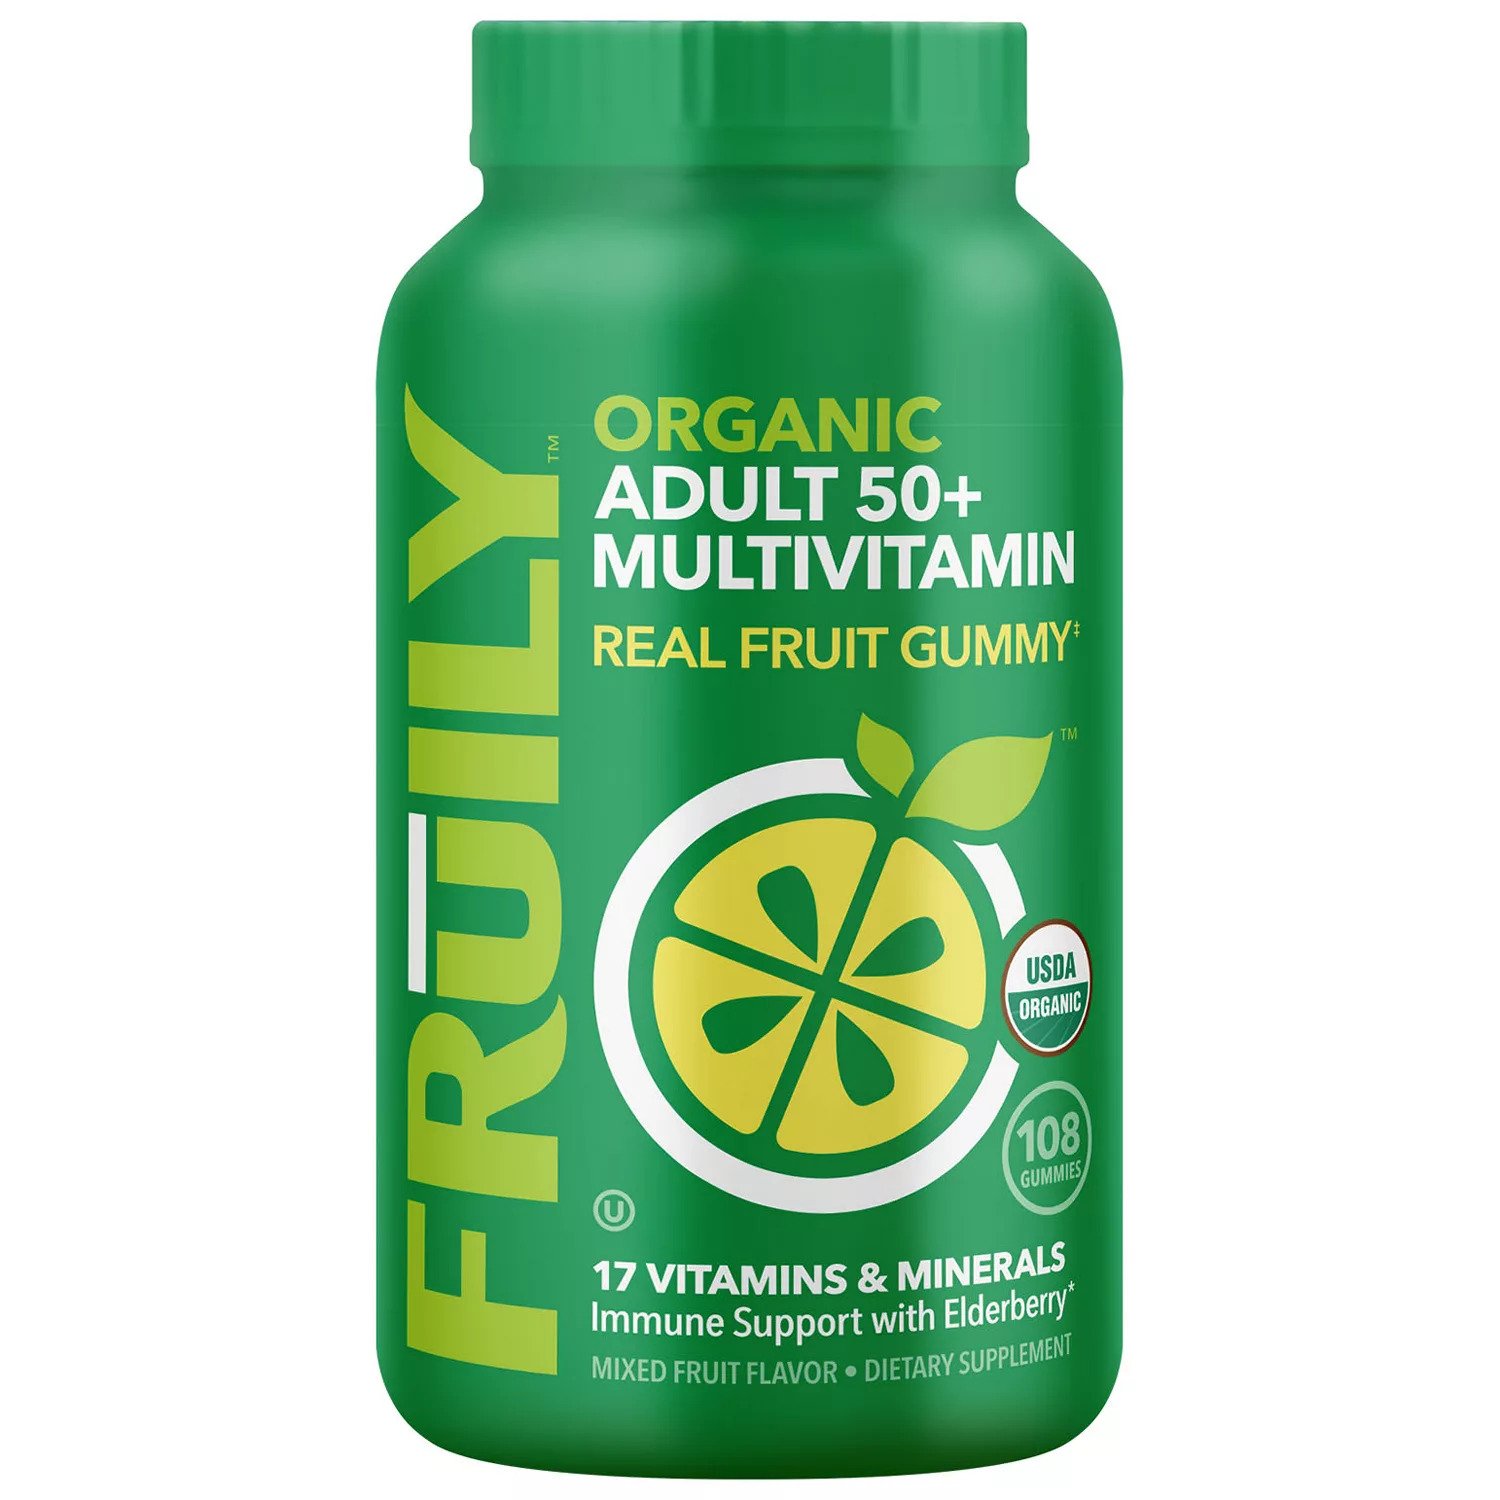 FRŪILY™
ORGANIC
ADULT 50+
MULTIVITAMIN
REAL FRUIT GUMMY‡
™
USDA
ORGANIC
108
GUMMIES
U
17 VITAMINS & MINERALS
Immune Support with Elderberry*
MIXED FRUIT FLAVOR • DIETARY SUPPLEMENT